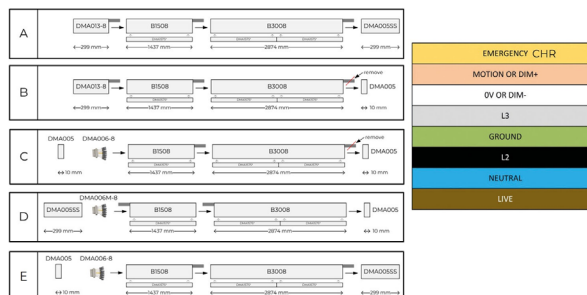 A
DMA013-8 B1508 B3008 DMA005SS
299 mm 1437 mm 2874 mm 299 mm
B
DMA013-8 B1508 B3008 remove
299 mm 1437 mm 2874 mm 10 mm
C
DMA005 DMA006-8 B1508 B3008 remove DMA005
10 mm 1437 mm 2874 mm 10 mm
D
DMA005SS DMA006M-8 B1508 B3008 DMA005
299 mm 1437 mm 2874 mm 10 mm
E
DMA005 DMA006-8 B1508 B3008 DMA005SS
10 mm 1437 mm 2874 mm 299 mm
EMERGENCY CHR
MOTION OR DIM+
0V OR DIM-
L3
GROUND
L2
NEUTRAL
LIVE